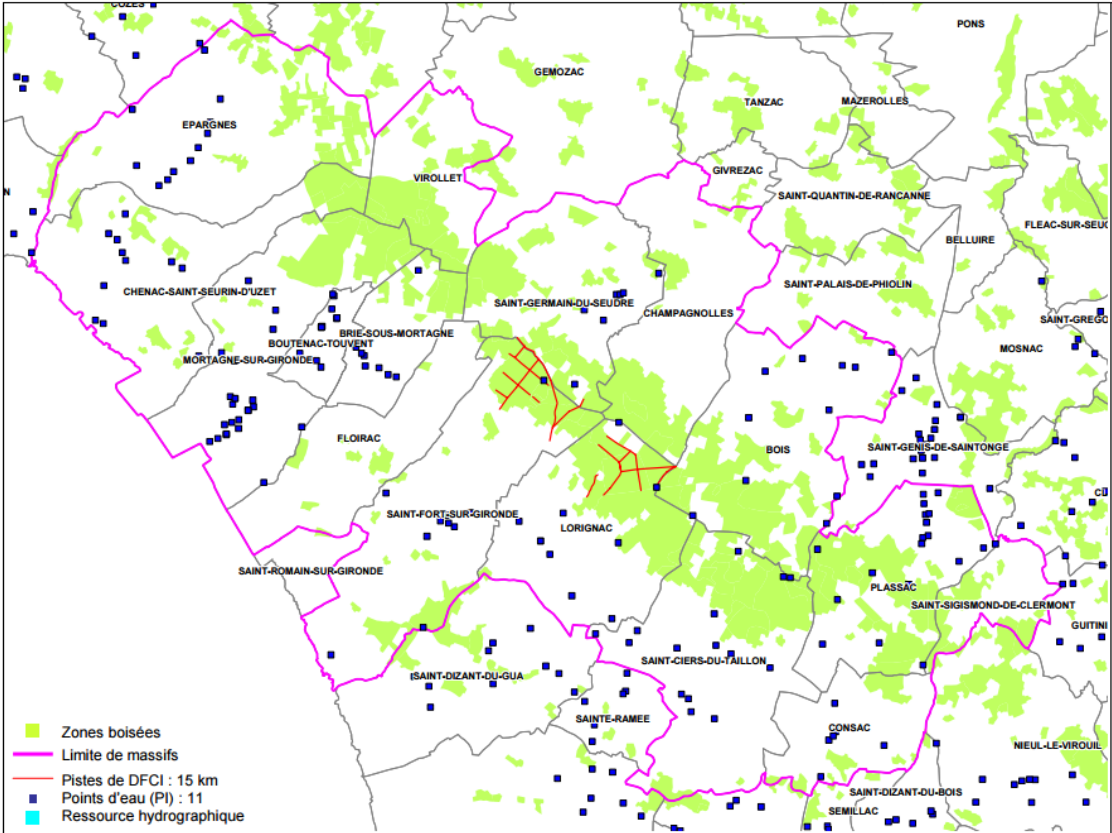 COZES
PONS
GEMOZAC
TANZAC
MAZEROLLES
EPARGNES
GIVREZAC
VIROLLET
N
SAINT-QUANTIN-DE-RANCANNE
FLEAC-SUR-SEUG
BELLUIRE
SAINT-PALAIS-DE-PHIOLIN
CHENAC-SAINT-SEURIN-D'UZET
SAINT-GERMAIN-DU-SEUDRE
CHAMPAGNOLLES
SAINT-GREGO
BRIE-SOUS-MORTAGNE
BOUTENAC-TOUVENT
MOSNAC
MORTAGNE-SUR-GIRONDE
FLOIRAC
BOIS
SAINT-GENIS-DE-SAINTONGE
SAINT-FORT-SUR-GIRONDE
LORIGNAC
SAINT-ROMAIN-SUR-GIRONDE
PLASSAC
SAINT-SIGISMOND-DE-CLERMONT
GUITINI
SAINT-CIERS-DU-TAILLON
SAINT-DIZANT-DU-GUA
SAINTE-RAMEE
CONSAC
NIEUL-LE-VIROUIL
SAINT-DIZANT-DU-BOIS
SEMILLAC
Zones boisées
Limite de massifs
Pistes de DFCI : 15 km
Points d'eau (PI) : 11
Ressource hydrographique